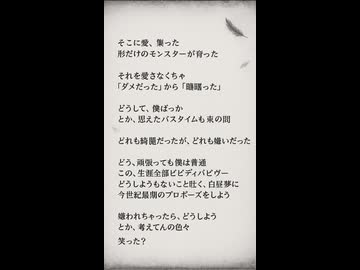 そこに愛、集った
形だけのモンスターが育った
それを愛さなくちゃ
「ダメだった」から「躊躇った」
どうして、僕ばっか
とか、思えたバスタイムも束の間
どれも綺麗だったが、どれも嫌いだった
どう、頑張っても僕は普通
この、生涯全部ビビディバビヴー
どうしようもないこと吐く、白昼夢に
今世紀最期のプロポーズをしよう
嫌われちゃったら、どうしよう
とか、考えてんの色々
笑った？